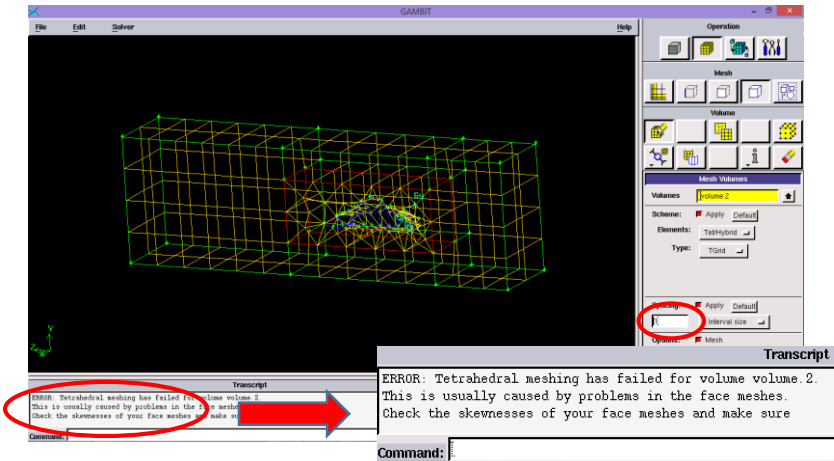 GAMBIT
File Edit Solver Help
Operation
Mesh
Volume
Mesh Volumes
Volumes volume.2
Scheme: Apply Default
Elements: Tet/Hybrid
Type: TGrid
Spacing: Apply Default
1 Interval size
Options: Mesh
Gy
Y
Z
Transcript
ERROR: Tetrahedral meshing has failed for volume volume.2
This is usually caused by problems in the face meshe
Check the skewnesses of your face meshes and make su
Command:
Transcript
ERROR: Tetrahedral meshing has failed for volume volume.2.
This is usually caused by problems in the face meshes.
Check the skewnesses of your face meshes and make sure
Command: